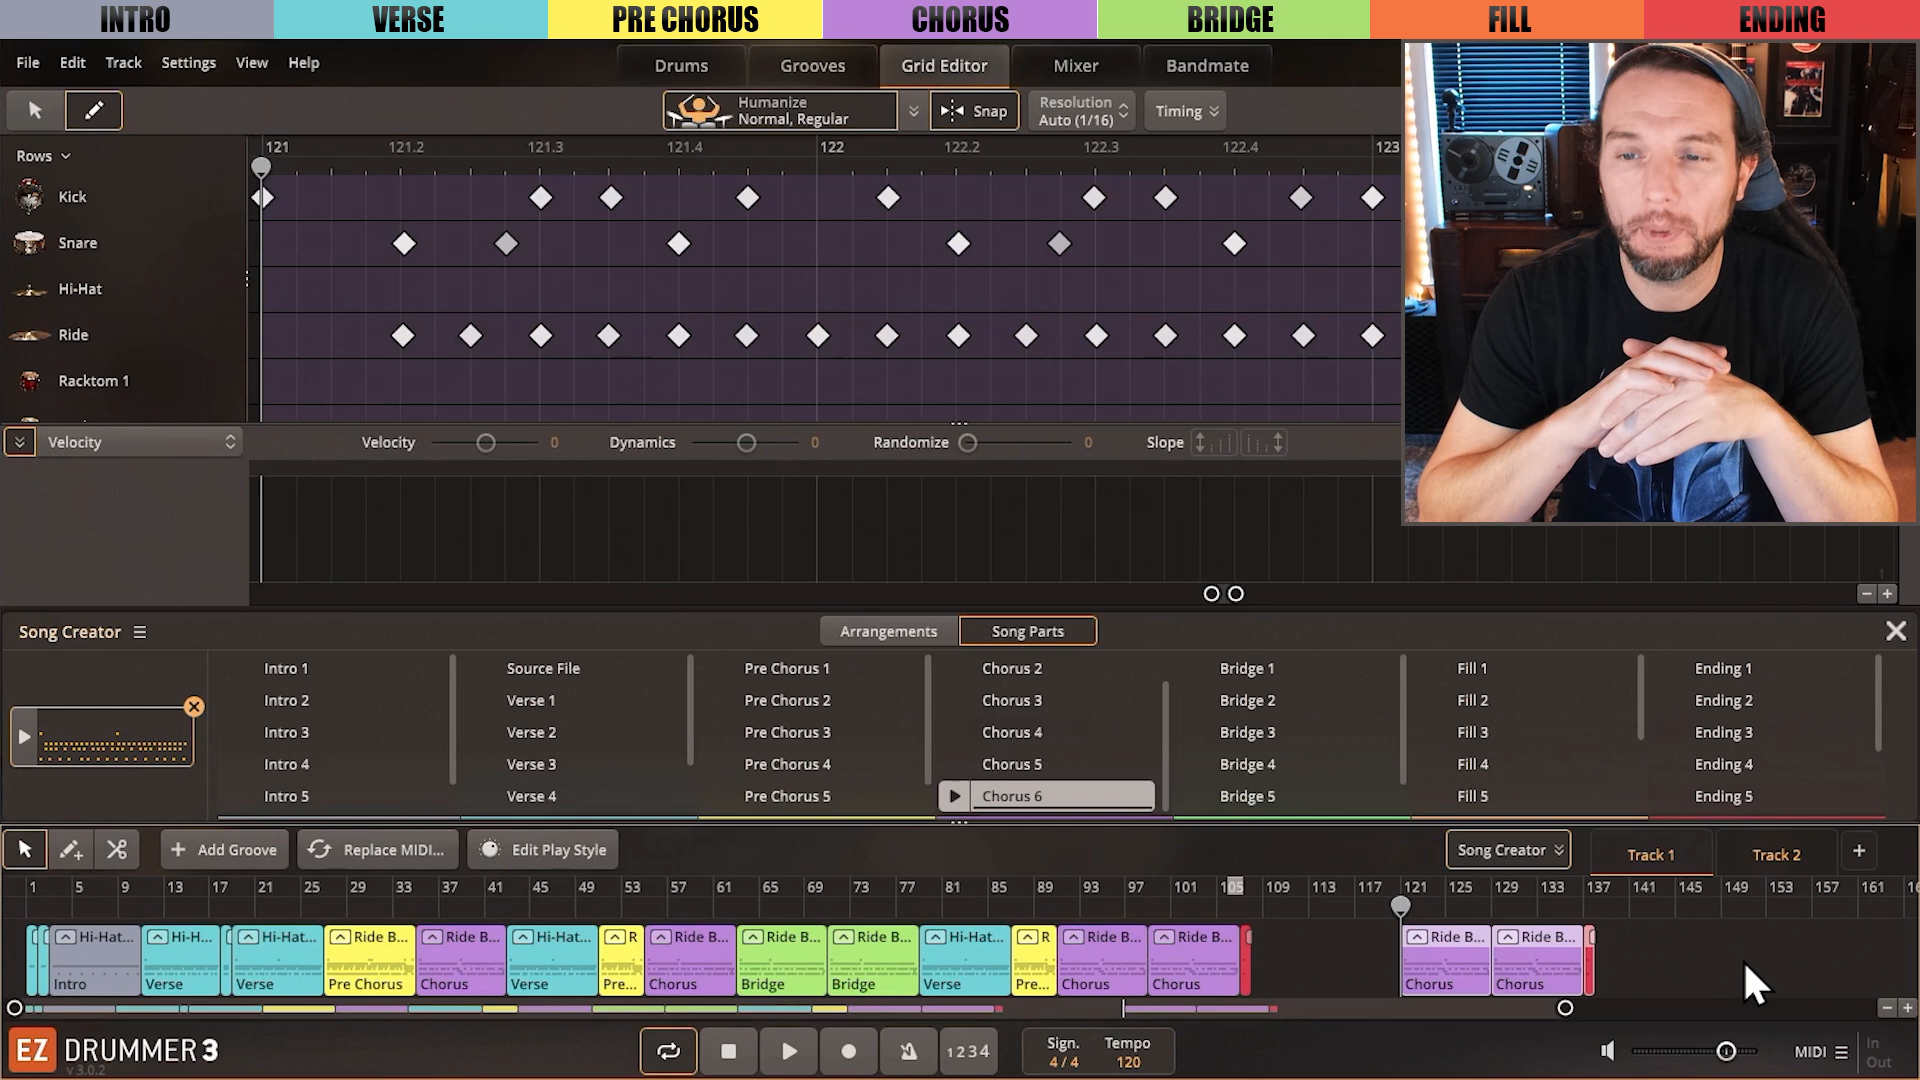 INTRO VERSE PRE CHORUS CHORUS BRIDGE FILL ENDING
File Edit Track Settings View Help
Drums Grooves Grid Editor Mixer Bandmate
Humanize
Normal, Regular
Snap
Resolution
Auto (1/16)
Timing
Rows
121 121.2 121.3 121.4 122 122.2 122.3 122.4 123
Kick
Snare
Hi-Hat
Ride
Racktom 1
Velocity
Velocity 0 Dynamics 0 Randomize 0 Slope
1
Song Creator
Arrangements Song Parts
Intro 1 Source File Pre Chorus 1 Chorus 2 Bridge 1 Fill 1 Ending 1
Intro 2 Verse 1 Pre Chorus 2 Chorus 3 Bridge 2 Fill 2 Ending 2
Intro 3 Verse 2 Pre Chorus 3 Chorus 4 Bridge 3 Fill 3 Ending 3
Intro 4 Verse 3 Pre Chorus 4 Chorus 5 Bridge 4 Fill 4 Ending 4
Intro 5 Verse 4 Pre Chorus 5 Chorus 6 Bridge 5 Fill 5 Ending 5
Add Groove Replace MIDI... Edit Play Style Song Creator Track 1 Track 2
1 5 9 13 17 21 25 29 33 37 41 45 49 53 57 61 65 69 73 77 81 85 89 93 97 101 105 109 113 117 121 125 129 133 137 141 145 149 153 157 161 16
Hi-Hat... Hi-H... Hi-Hat... Ride B... Ride B... Hi-Hat... R Ride B... Ride B... Ride B... Hi-Hat... R Ride B... Ride B... Ride B... Ride B...
Intro Verse Verse Pre Chorus Chorus Verse Pre... Chorus Bridge Bridge Verse Pre... Chorus Chorus Chorus Chorus
EZ DRUMMER 3
v 3.0.2
1 2 3 4
Sign.
4 / 4
Tempo
120
MIDI
In
Out